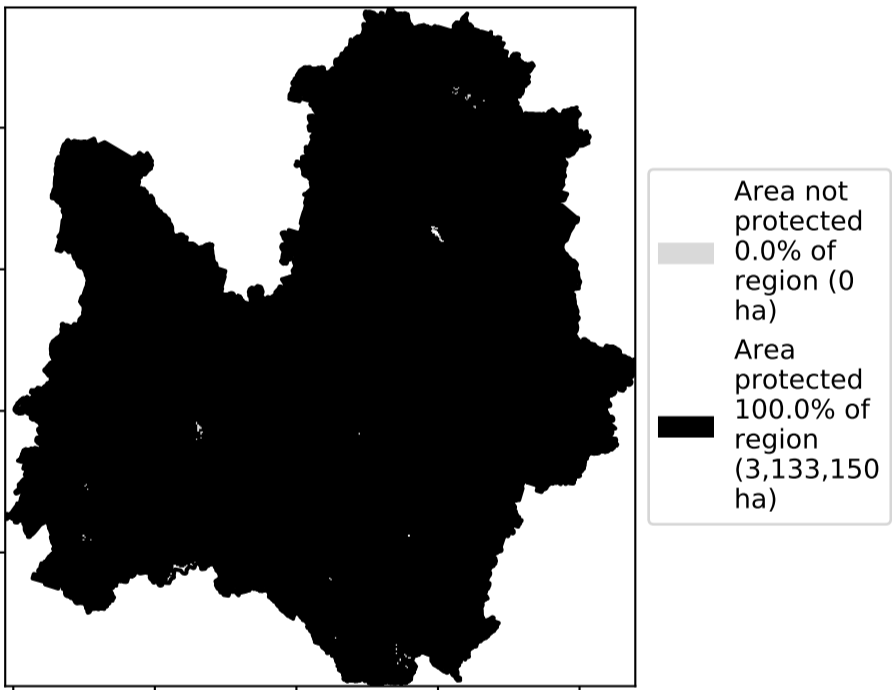 Area not
protected
0.0% of
region (0
ha)
Area
protected
100.0% of
region
(3,133,150
ha)